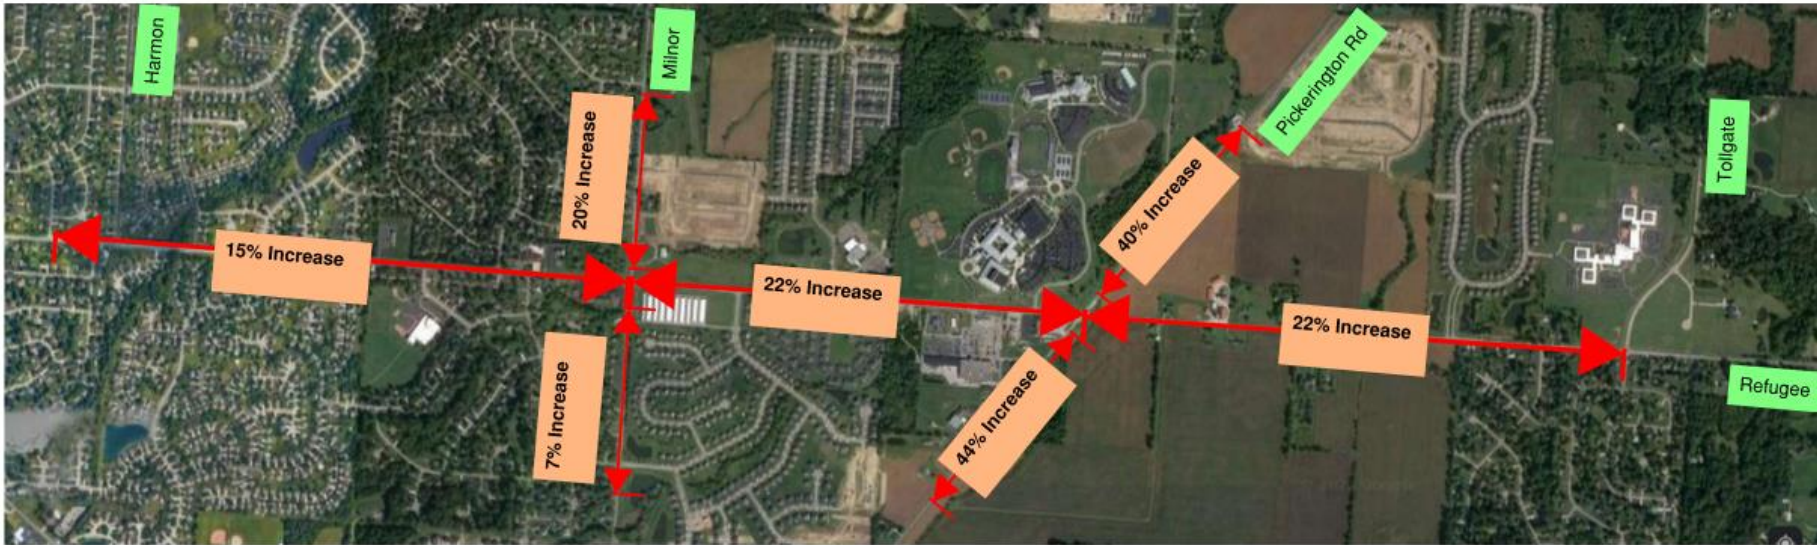 Harmon
Milnor
Pickerington Rd
Tollgate
20% Increase
40% Increase
15% Increase
22% Increase
22% Increase
7% Increase
44% Increase
Refugee